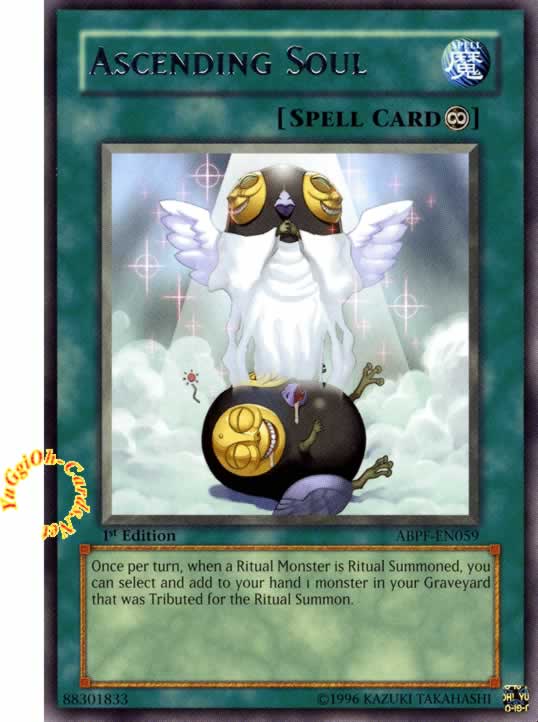 ASCENDING SOUL
SPELL
魔
[SPELL CARD]
1st Edition
ABPF-EN059
Once per turn, when a Ritual Monster is Ritual Summoned, you
can select and add to your hand 1 monster in your Graveyard
that was Tributed for the Ritual Summon.
88301833
©1996 KAZUKI TAKAHASHI
YuGgiOh-Cards.Net